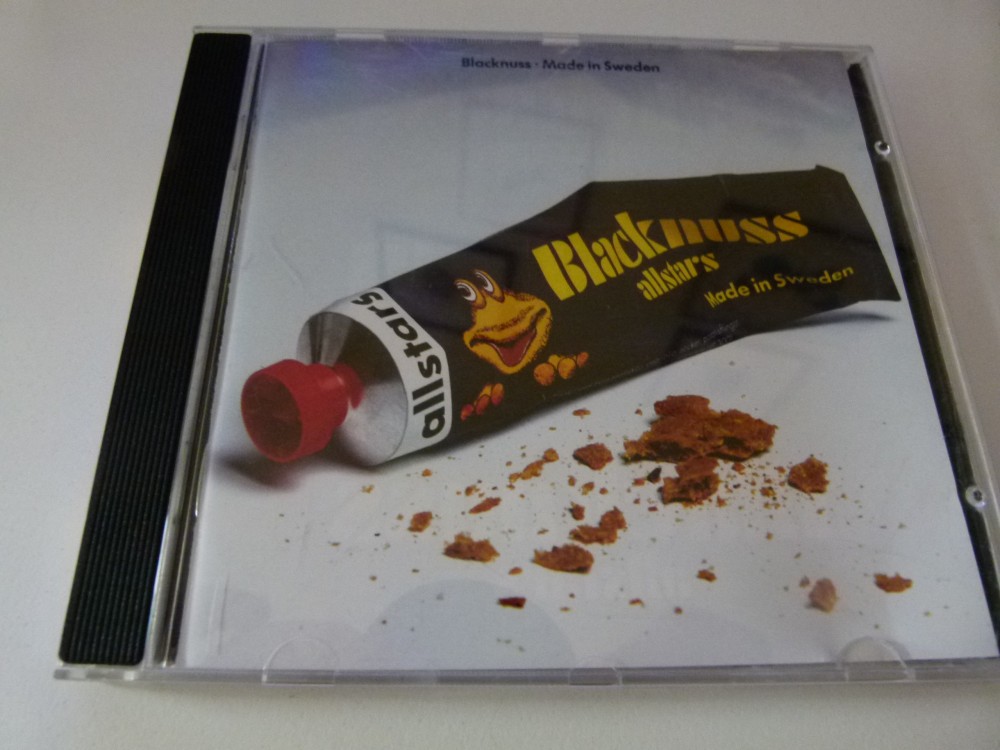 Blacknuss · Made in Sweden
Blacknuss
allstars
Made in Sweden
allstars